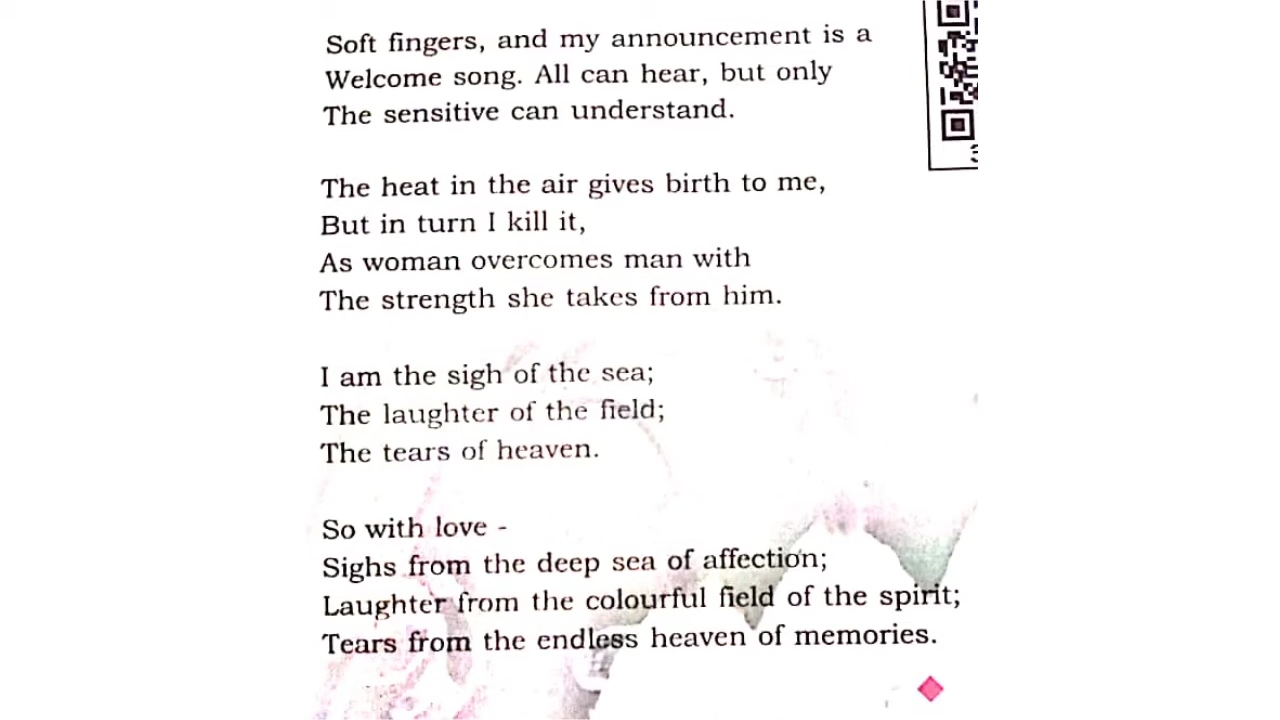 Soft fingers, and my announcement is a
Welcome song. All can hear, but only
The sensitive can understand.
The heat in the air gives birth to me,
But in turn I kill it,
As woman overcomes man with
The strength she takes from him.
I am the sigh of the sea;
The laughter of the field;
The tears of heaven.
So with love -
Sighs from the deep sea of affection;
Laughter from the colourful field of the spirit;
Tears from the endless heaven of memories.